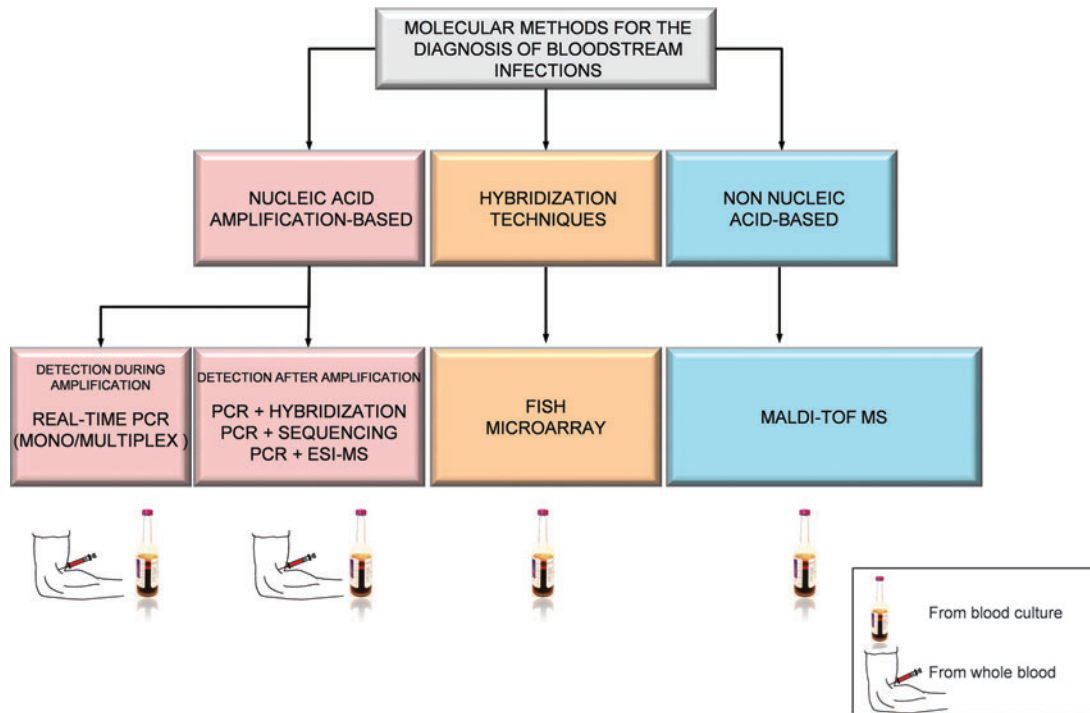 MOLECULAR METHODS FOR THE
DIAGNOSIS OF BLOODSTREAM
INFECTIONS
NUCLEIC ACID
AMPLIFICATION-BASED
HYBRIDIZATION
TECHNIQUES
NON NUCLEIC
ACID-BASED
DETECTION DURING
AMPLIFICATION
REAL-TIME PCR
(MONO/MULTIPLEX )
DETECTION AFTER AMPLIFICATION
PCR + HYBRIDIZATION
PCR + SEQUENCING
PCR + ESI-MS
FISH
MICROARRAY
MALDI-TOF MS
From blood culture
From whole blood